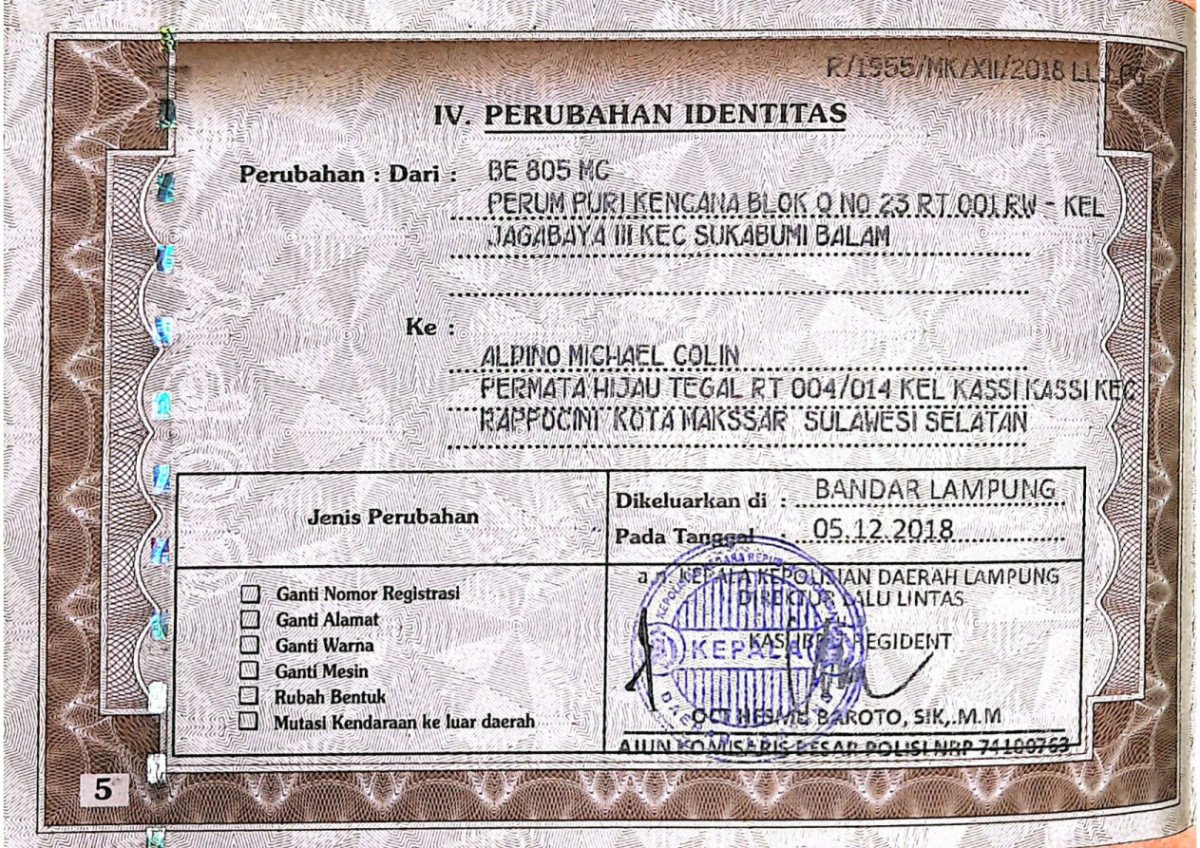 R/1955/MK/XII/2018
IV. PERUBAHAN IDENTITAS
Perubahan : Dari : BE 805 MC
PERUM PURI KENCANA BLOK Q NO 23 RT 001 RW - KEL
JAGABAYA III KEC SUKABUMI BALAM
Ke :
ALDINO MICHAEL COLIN
PERMATA HIJAU TEGAL RT 004/014 KEL KASSI KASSI KEC
RAPPOCINI KOTA MAKSSAR SULAWESI SELATAN
Jenis Perubahan
Ganti Nomor Registrasi
Ganti Alamat
Ganti Warna
Ganti Mesin
Rubah Bentuk
Mutasi Kendaraan ke luar daerah
Dikeluarkan di : BANDAR LAMPUNG
Pada Tanggal : 05.12.2018
a.n. KEPALA KEPOLISIAN DAERAH LAMPUNG
DIREKTUR LALU LINTAS
REGIDENT
KEPALA
HESME BAROTO, SIK,.M.M
AJUN KOMISARIS BESAR POLISI NRP 74100763
5